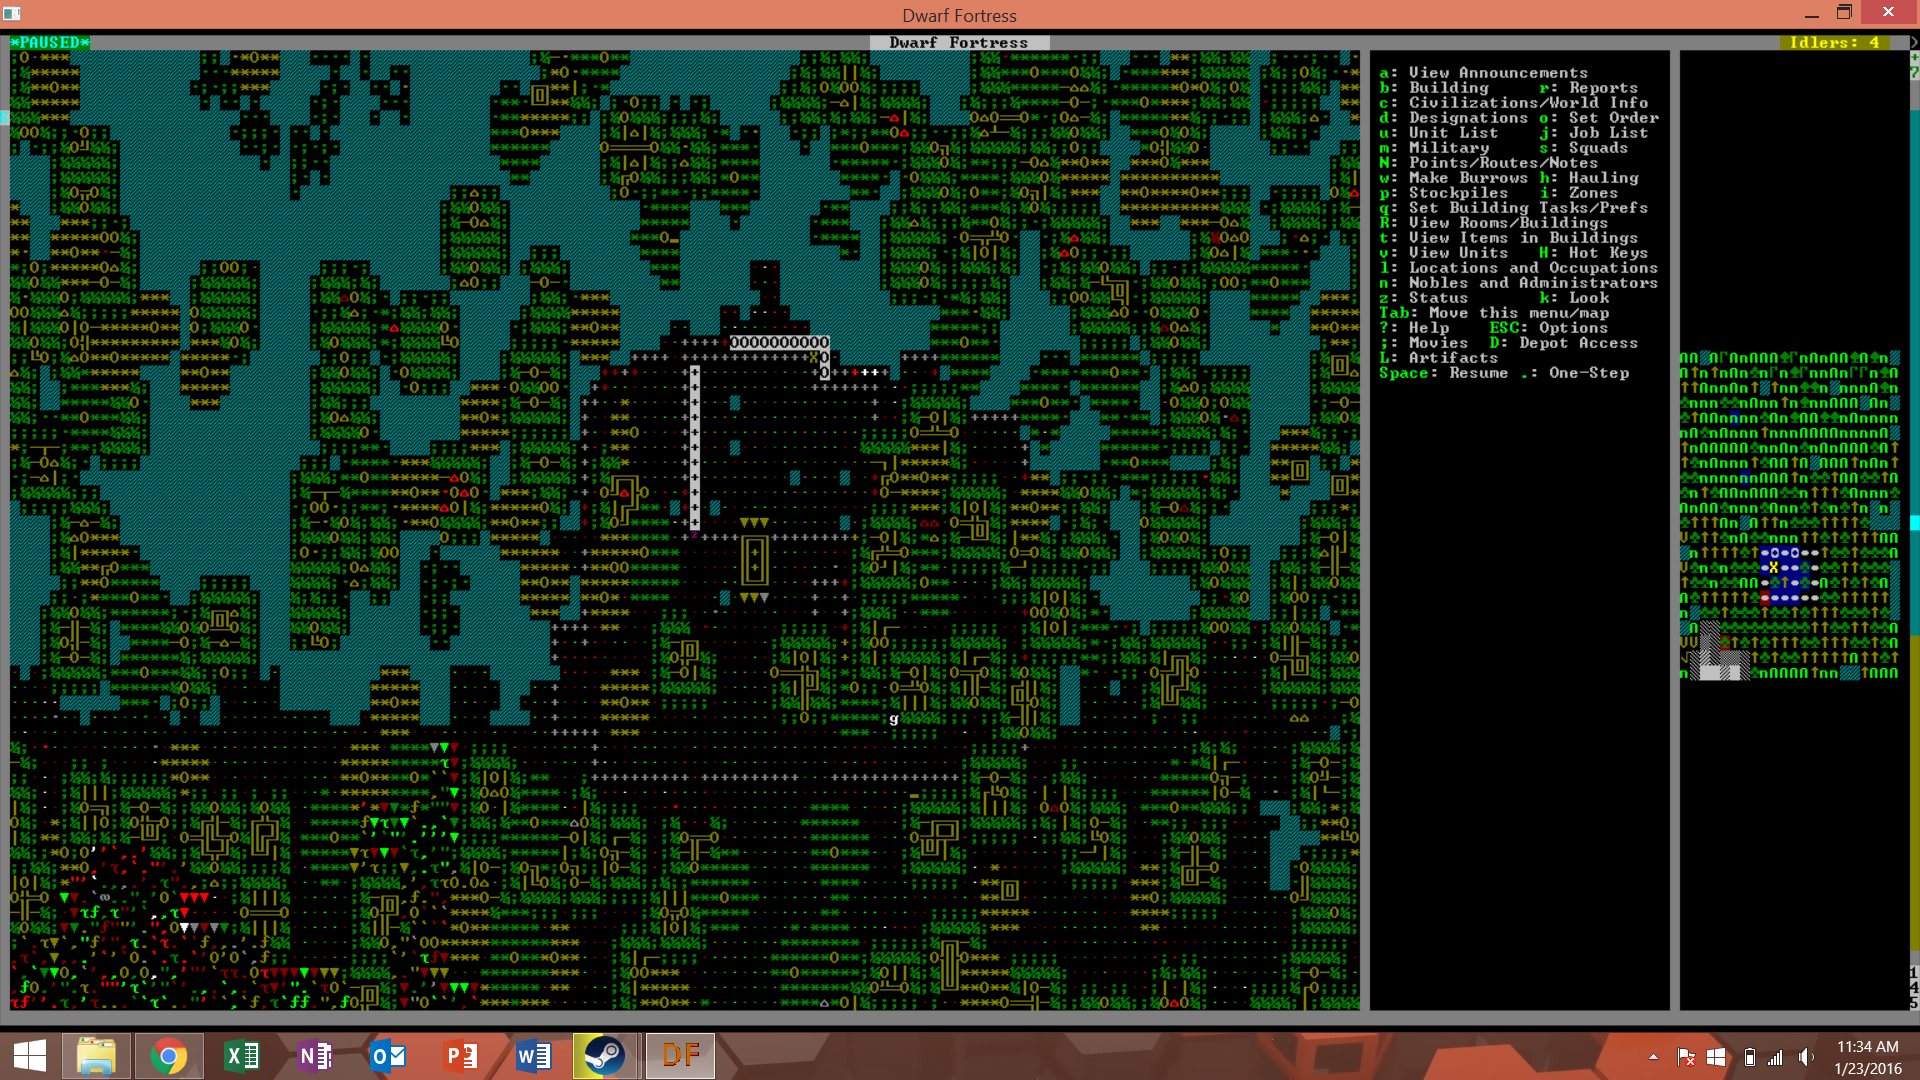 Dwarf Fortress
*PAUSED*
Dwarf Fortress
Idlers: 4
a: View Announcements
b: Building r: Reports
c: Civilizations/World Info
d: Designations o: Set Order
u: Unit List j: Job List
m: Military s: Squads
N: Points/Routes/Notes
w: Make Burrows h: Hauling
p: Stockpiles i: Zones
q: Set Building Tasks/Prefs
R: View Rooms/Buildings
t: View Items in Buildings
v: View Units H: Hot Keys
l: Locations and Occupations
n: Nobles and Administrators
z: Status k: Look
Tab: Move this menu/map
?: Help ESC: Options
;: Movies D: Depot Access
L: Artifacts
Space: Resume .: One-Step
DF
11:34 AM
1/23/2016